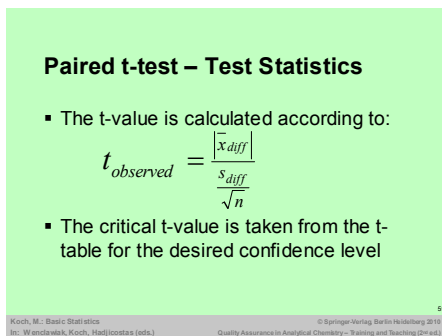 Paired t-test – Test Statistics
▪ The t-value is calculated according to:
t_observed = |x̅_diff| / (s_diff / √n)
▪ The critical t-value is taken from the t-
table for the desired confidence level
5
Koch, M.: Basic Statistics © Springer-Verlag Berlin Heidelberg 2010
In: Wenclawiak, Koch, Hadjicostas (eds.) Quality Assurance in Analytical Chemistry – Training and Teaching (2nd ed.)